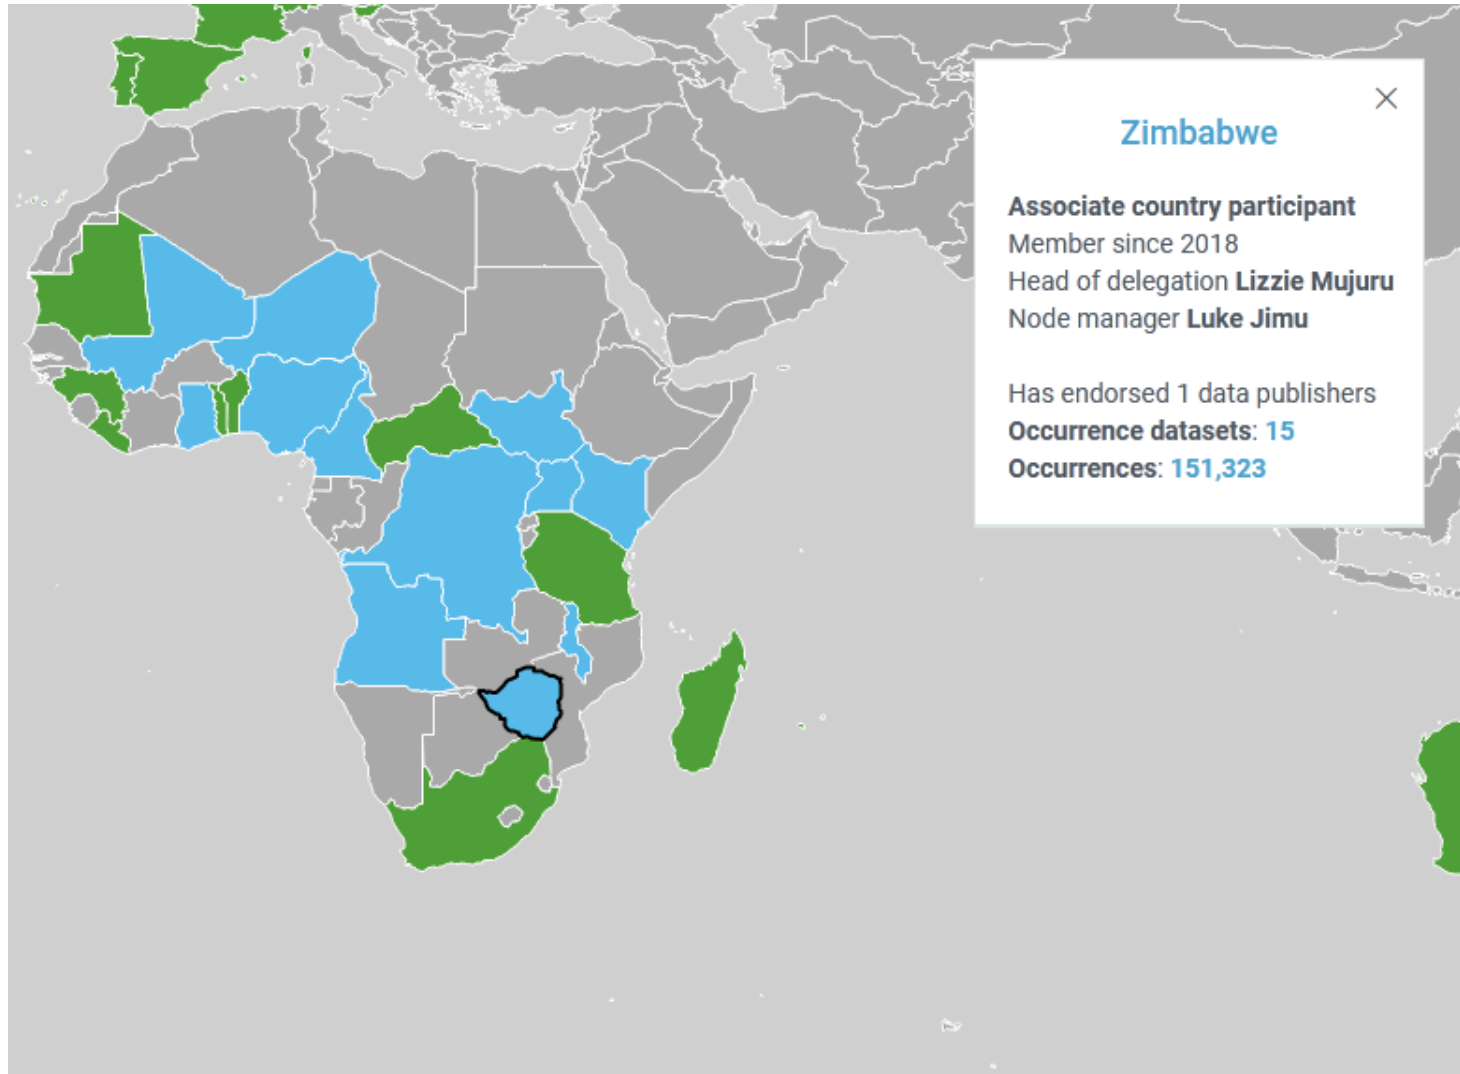 Zimbabwe
Associate country participant
Member since 2018
Head of delegation Lizzie Mujuru
Node manager Luke Jimu
Has endorsed 1 data publishers
Occurrence datasets: 15
Occurrences: 151,323